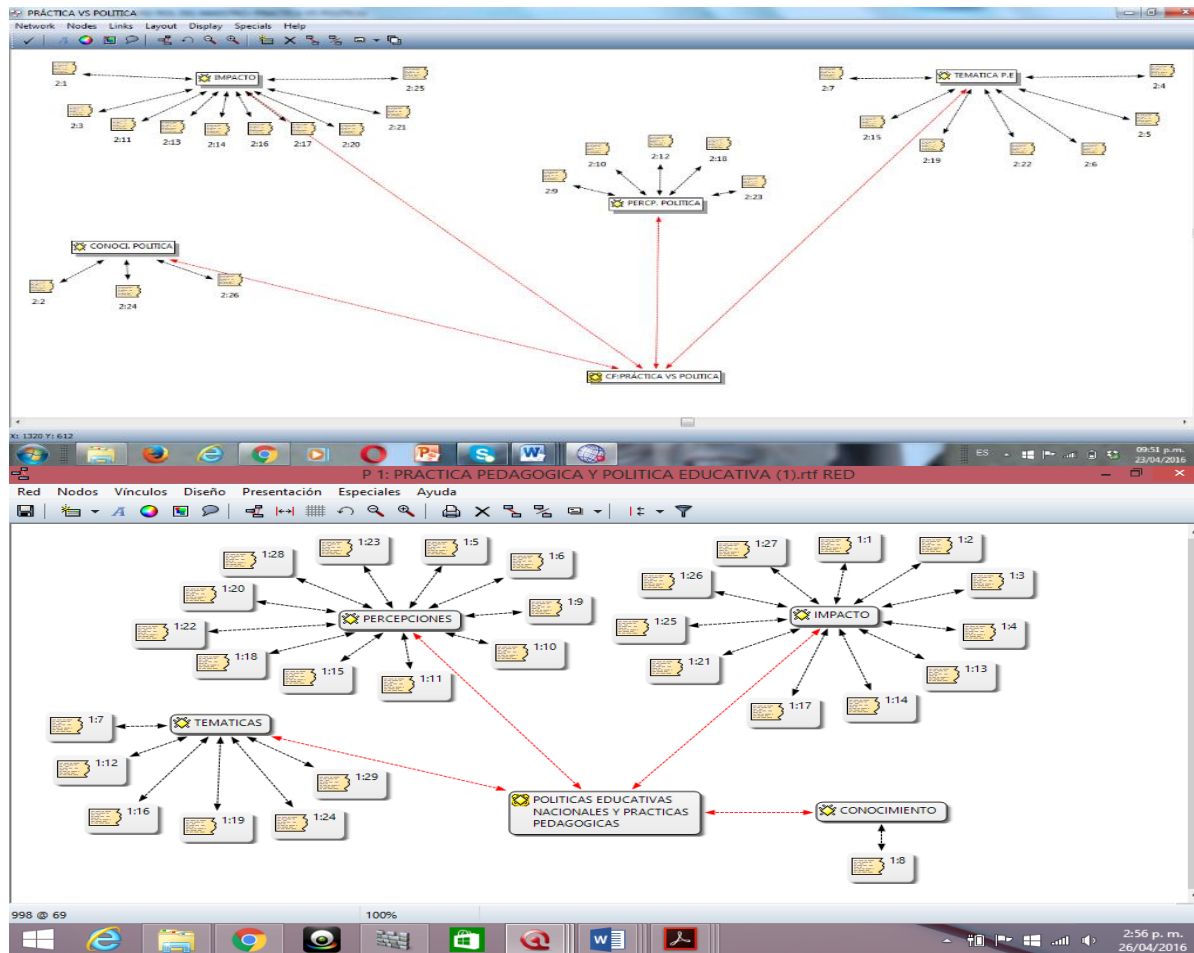 PRÁCTICA VS POLITICA
Network Nodes Links Layout Display Specials Help
IMPACTO
2:1
2:25
2:3
2:11
2:13
2:14
2:16
2:17
2:20
2:21
TEMATICA P.E
2:7
2:4
2:15
2:19
2:22
2:6
2:5
2:10
2:12
2:18
2:9
2:23
PERCP. POLITICA
CONOCI. POLITICA
2:2
2:24
2:26
CF:PRÁCTICA VS POLITICA
X: 1320 Y: 612
ES
09:51 p.m.
23/04/2016
P 1: PRACTICA PEDAGOGICA Y POLITICA EDUCATIVA (1).rtf RED
Red Nodos Vínculos Diseño Presentación Especiales Ayuda
1:28
1:23
1:5
1:6
1:20
1:9
1:22
PERCEPCIONES
1:18
1:15
1:11
1:10
1:27
1:1
1:2
1:26
1:3
1:25
IMPACTO
1:4
1:21
1:17
1:14
1:13
1:7
TEMATICAS
1:12
1:16
1:19
1:24
1:29
POLITICAS EDUCATIVAS
NACIONALES Y PRACTICAS
PEDAGOGICAS
CONOCIMIENTO
1:8
998 @ 69
100%
2:56 p. m.
26/04/2016